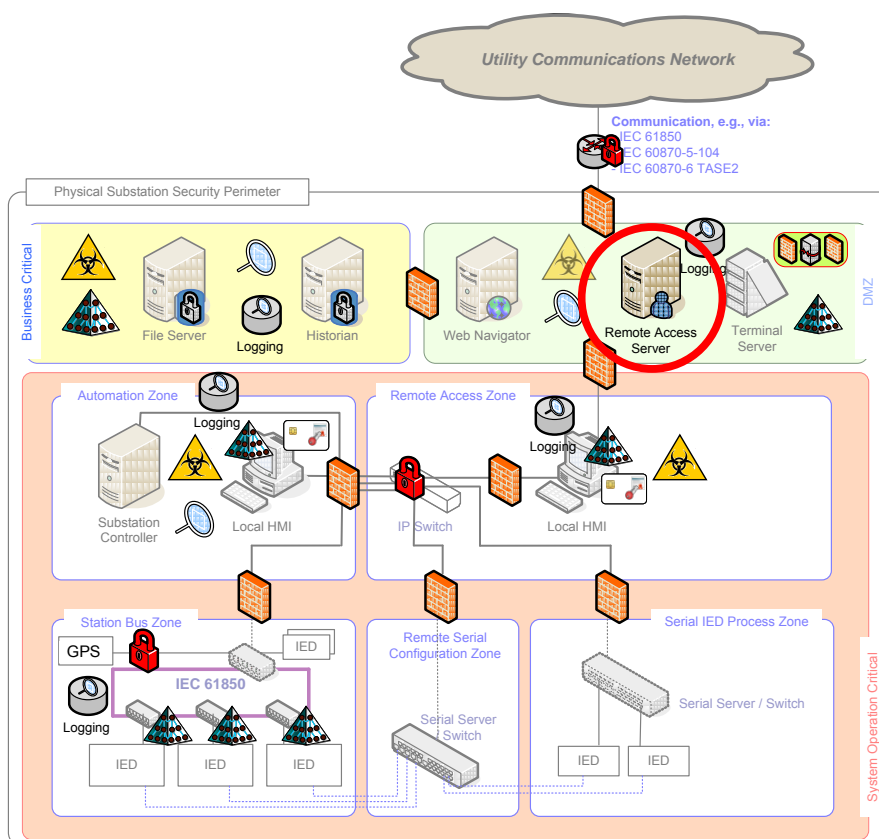 Utility Communications Network
Communication, e.g., via:
IEC 61850
IEC 60870-5-104
- IEC 60870-6 TASE2
Physical Substation Security Perimeter
Business Critical
File Server
Logging
Historian
Web Navigator
Logging
Remote Access
Server
Terminal
Server
DMZ
Automation Zone
Logging
Substation
Controller
Local HMI
Remote Access Zone
Logging
IP Switch
Local HMI
Station Bus Zone
GPS
IED
IEC 61850
Logging
IED
IED
IED
Remote Serial
Configuration Zone
Serial Server /
Switch
Serial IED Process Zone
Serial Server / Switch
IED
IED
System Operation Critical